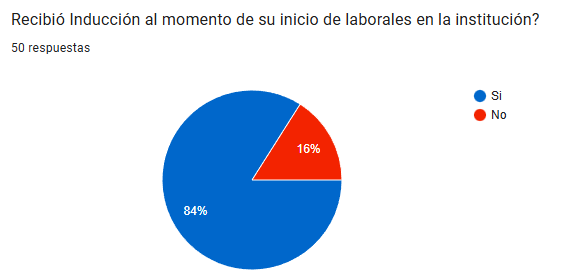 Recibió Inducción al momento de su inicio de laborales en la institución?
50 respuestas
Si
No
16%
84%